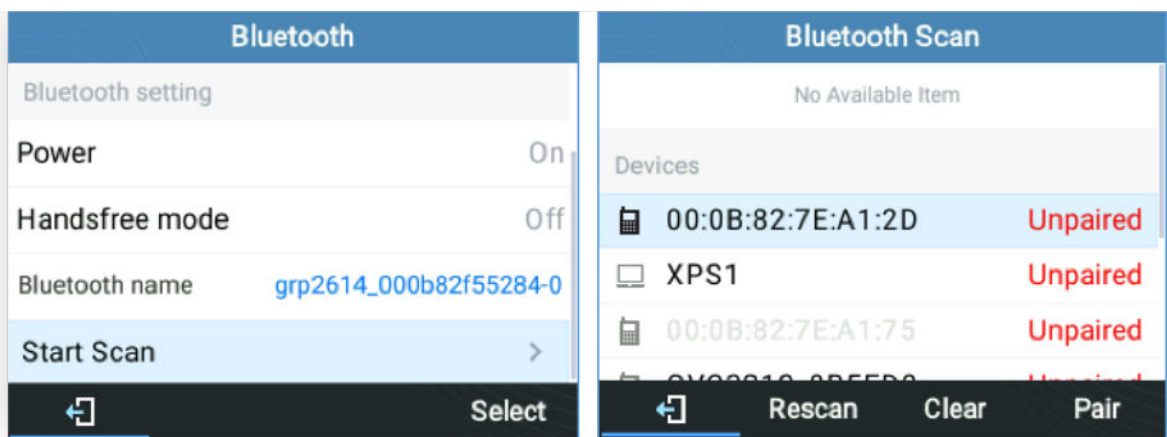 Bluetooth
Bluetooth setting
Power On
Handsfree mode Off
Bluetooth name grp2614_000b82f55284-0
Start Scan >
Select
Bluetooth Scan
No Available Item
Devices
00:0B:82:7E:A1:2D Unpaired
XPS1 Unpaired
00:0B:82:7E:A1:75 Unpaired
Unpaired
Rescan Clear Pair